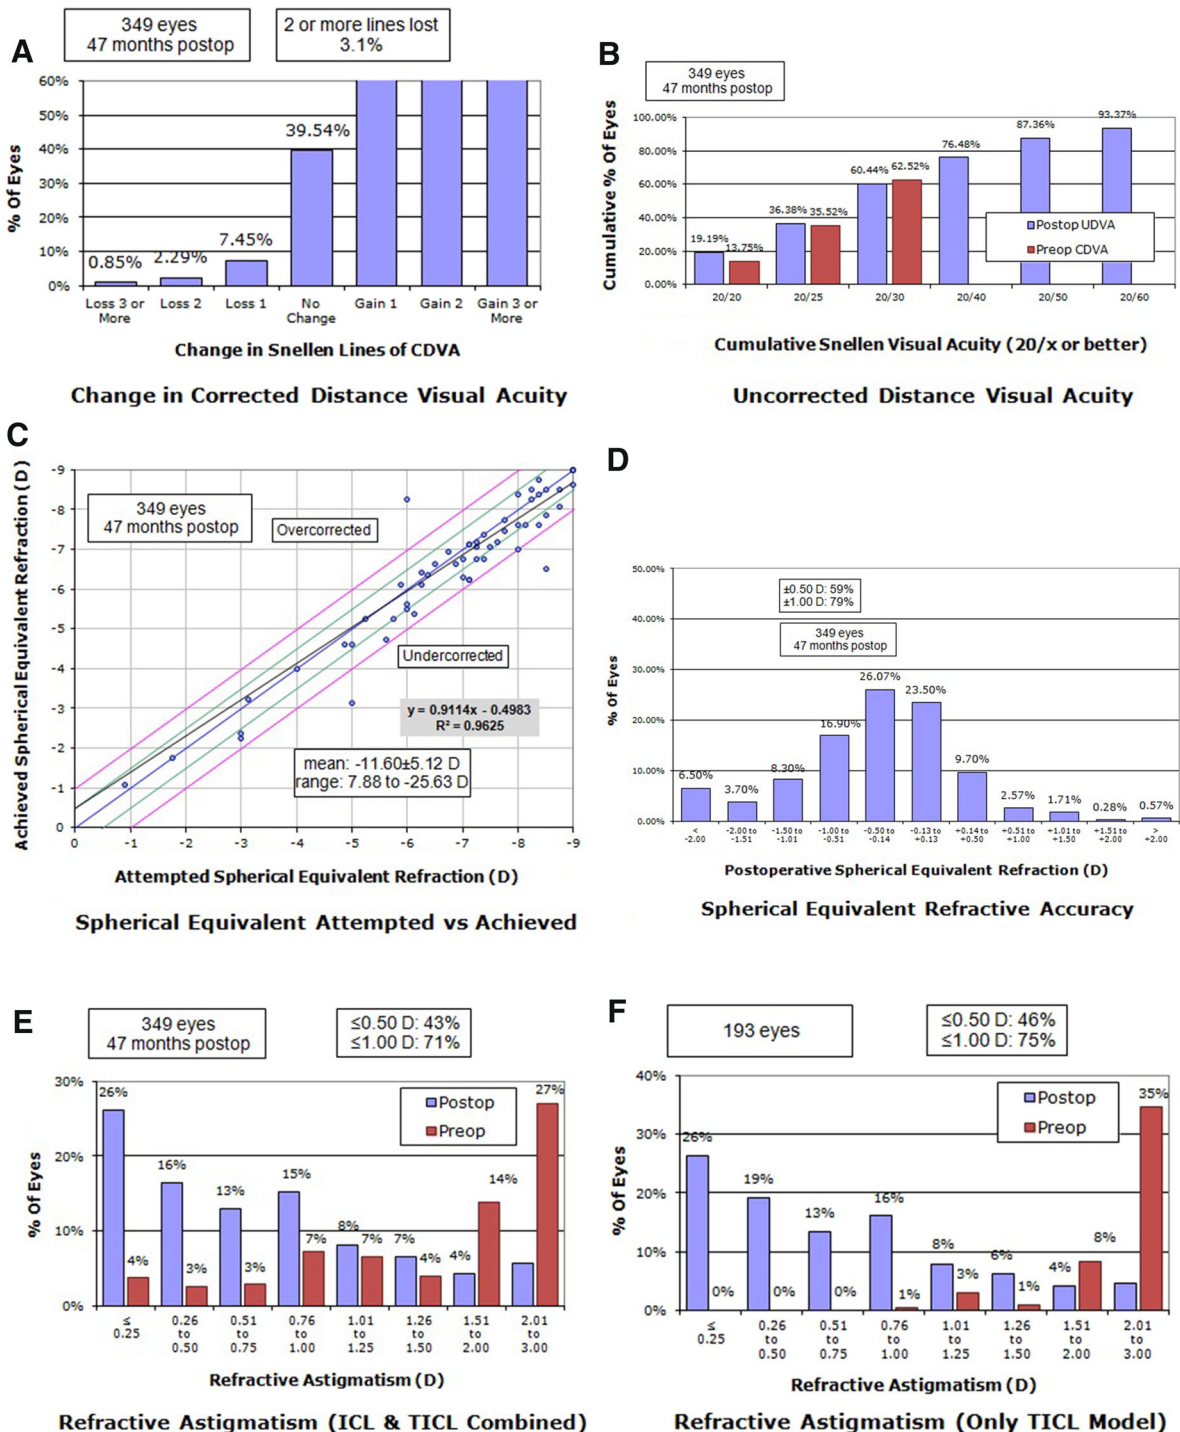 A
349 eyes
47 months postop
2 or more lines lost
3.1%
% Of Eyes
60%
50%
40%
30%
20%
10%
0%
0.85%
2.29%
7.45%
39.54%
Loss 3 or More
Loss 2
Loss 1
No Change
Gain 1
Gain 2
Gain 3 or More
Change in Snellen Lines of CDVA
Change in Corrected Distance Visual Acuity
B
349 eyes
47 months postop
Cumulative % Of Eyes
100.00%
80.00%
60.00%
40.00%
20.00%
0.00%
19.19%
13.75%
36.38%
35.52%
60.44%
62.52%
76.48%
87.36%
93.37%
Postop UDVA
Preop CDVA
20/20
20/25
20/30
20/40
20/50
20/60
Cumulative Snellen Visual Acuity (20/x or better)
Uncorrected Distance Visual Acuity
C
Achieved Spherical Equivalent Refraction (D)
-9
-8
-7
-6
-5
-4
-3
-2
-1
0
349 eyes
47 months postop
Overcorrected
Undercorrected
y = 0.9114x - 0.4983
R² = 0.9625
mean: -11.60±5.12 D
range: 7.88 to -25.63 D
0
-1
-2
-3
-4
-5
-6
-7
-8
-9
Attempted Spherical Equivalent Refraction (D)
Spherical Equivalent Attempted vs Achieved
D
% Of Eyes
50.00%
40.00%
30.00%
20.00%
10.00%
0.00%
±0.50 D: 59%
±1.00 D: 79%
349 eyes
47 months postop
6.50%
3.70%
8.30%
16.90%
26.07%
23.50%
9.70%
2.57%
1.71%
0.28%
0.57%
< -2.00
-2.00 to -1.51
-1.50 to -1.01
-1.00 to -0.51
-0.50 to -0.14
-0.13 to +0.13
+0.14 to +0.50
+0.51 to +1.00
+1.01 to +1.50
+1.51 to +2.00
> +2.00
Postoperative Spherical Equivalent Refraction (D)
Spherical Equivalent Refractive Accuracy
E
349 eyes
47 months postop
≤0.50 D: 43%
≤1.00 D: 71%
% Of Eyes
30%
20%
10%
0%
Postop
Preop
26%
4%
16%
3%
13%
3%
15%
7%
8%
7%
7%
4%
4%
14%
27%
≤ 0.25
0.26 to 0.50
0.51 to 0.75
0.76 to 1.00
1.01 to 1.25
1.26 to 1.50
1.51 to 2.00
2.01 to 3.00
Refractive Astigmatism (D)
Refractive Astigmatism (ICL & TICL Combined)
F
193 eyes
≤0.50 D: 46%
≤1.00 D: 75%
% Of Eyes
40%
30%
20%
10%
0%
Postop
Preop
26%
0%
19%
0%
13%
0%
16%
1%
8%
3%
6%
1%
4%
8%
35%
≤ 0.25
0.26 to 0.50
0.51 to 0.75
0.76 to 1.00
1.01 to 1.25
1.26 to 1.50
1.51 to 2.00
2.01 to 3.00
Refractive Astigmatism (D)
Refractive Astigmatism (Only TICL Model)